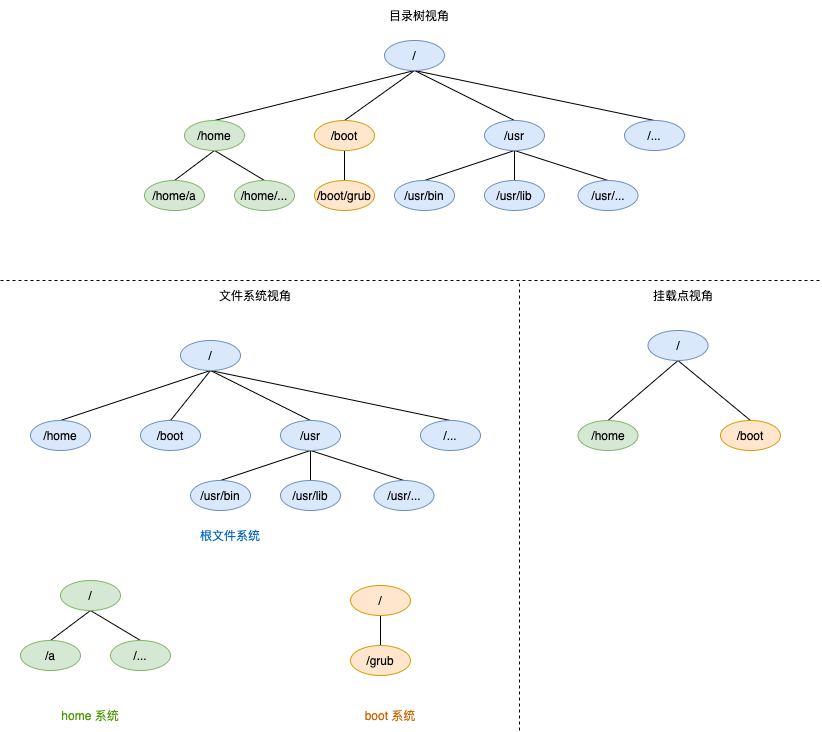 目录树视角
/
/home
/boot
/usr
/...
/home/a
/home/...
/boot/grub
/usr/bin
/usr/lib
/usr/...
文件系统视角
/
/home
/boot
/usr
/...
/usr/bin
/usr/lib
/usr/...
根文件系统
/
/a
/...
home 系统
/
/grub
boot 系统
挂载点视角
/
/home
/boot